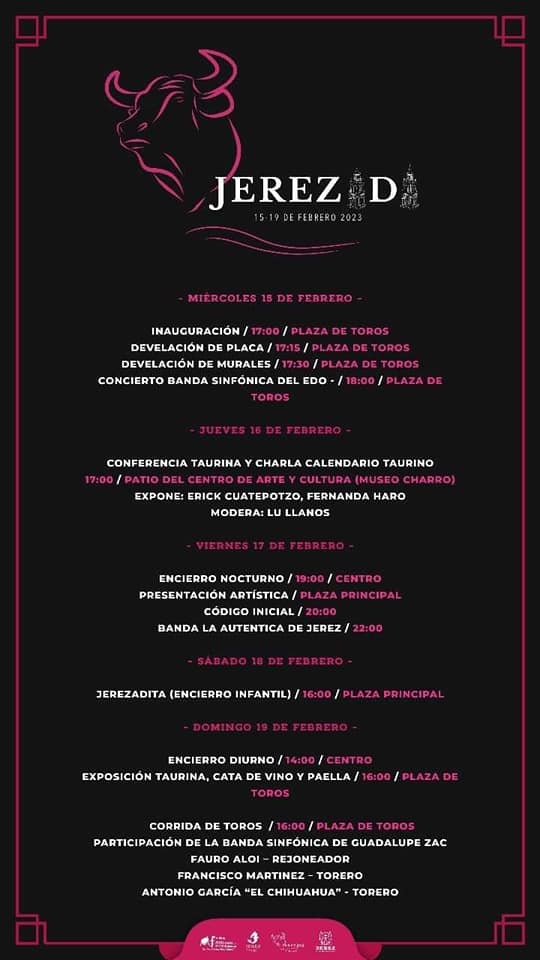 JEREZADA
15-19 DE FEBRERO 2023
- MIÉRCOLES 15 DE FEBRERO -
INAUGURACIÓN / 17:00 / PLAZA DE TOROS
DEVELACIÓN DE PLACA / 17:15 / PLAZA DE TOROS
DEVELACIÓN DE MURALES / 17:30 / PLAZA DE TOROS
CONCIERTO BANDA SINFÓNICA DEL EDO - / 18:00 / PLAZA DE
TOROS
- JUEVES 16 DE FEBRERO -
CONFERENCIA TAURINA Y CHARLA CALENDARIO TAURINO
17:00 / PATIO DEL CENTRO DE ARTE Y CULTURA (MUSEO CHARRO)
EXPONE: ERICK CUATEPOTZO, FERNANDA HARO
MODERA: LU LLANOS
- VIERNES 17 DE FEBRERO -
ENCIERRO NOCTURNO / 19:00 / CENTRO
PRESENTACIÓN ARTÍSTICA / PLAZA PRINCIPAL
CÓDIGO INICIAL / 20:00
BANDA LA AUTENTICA DE JEREZ / 22:00
- SÁBADO 18 DE FEBRERO -
JEREZADITA (ENCIERRO INFANTIL) / 16:00 / PLAZA PRINCIPAL
- DOMINGO 19 DE FEBRERO -
ENCIERRO DIURNO / 14:00 / CENTRO
EXPOSICIÓN TAURINA, CATA DE VINO Y PAELLA / 16:00 / PLAZA DE
TOROS
CORRIDA DE TOROS / 16:00 / PLAZA DE TOROS
PARTICIPACIÓN DE LA BANDA SINFÓNICA DE GUADALUPE ZAC
FAURO ALOI – REJONEADOR
FRANCISCO MARTINEZ – TORERO
ANTONIO GARCÍA “EL CHIHUAHUA” - TORERO
JEREZ